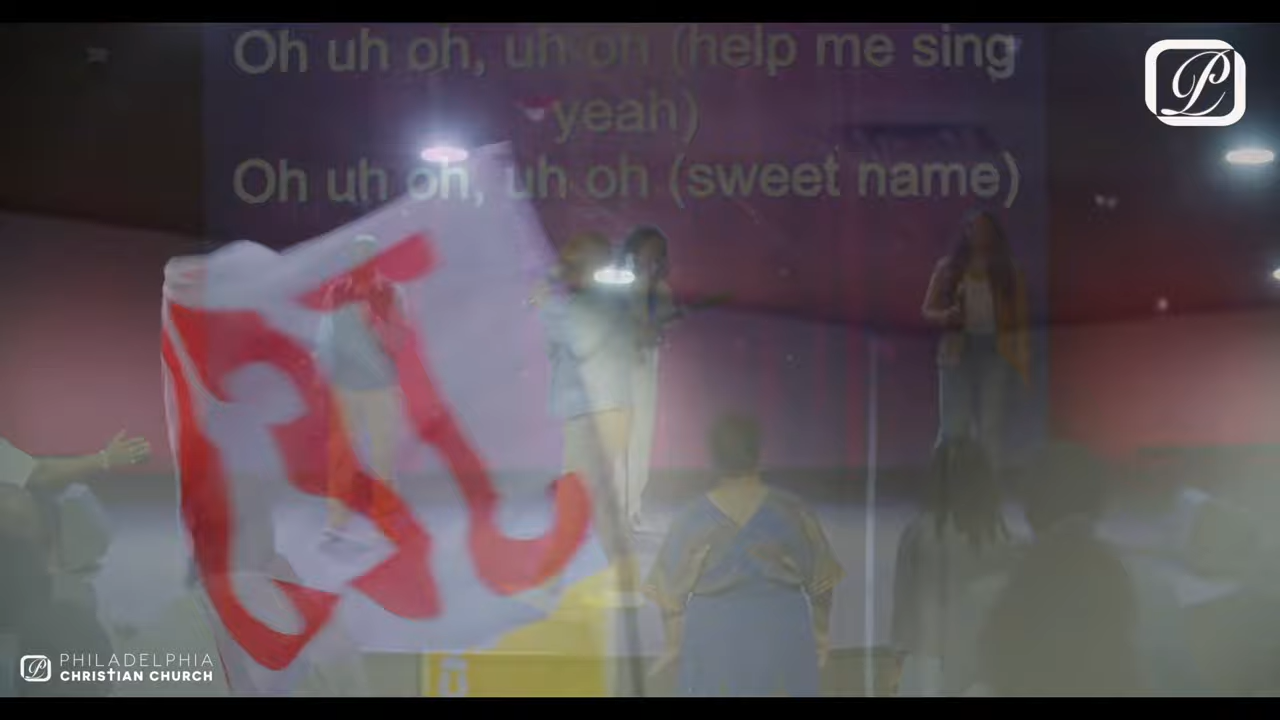 Oh uh oh, uh oh (help me sing
yeah)
Oh uh oh, uh oh (sweet name)
PHILADELPHIA
CHRISTIAN CHURCH